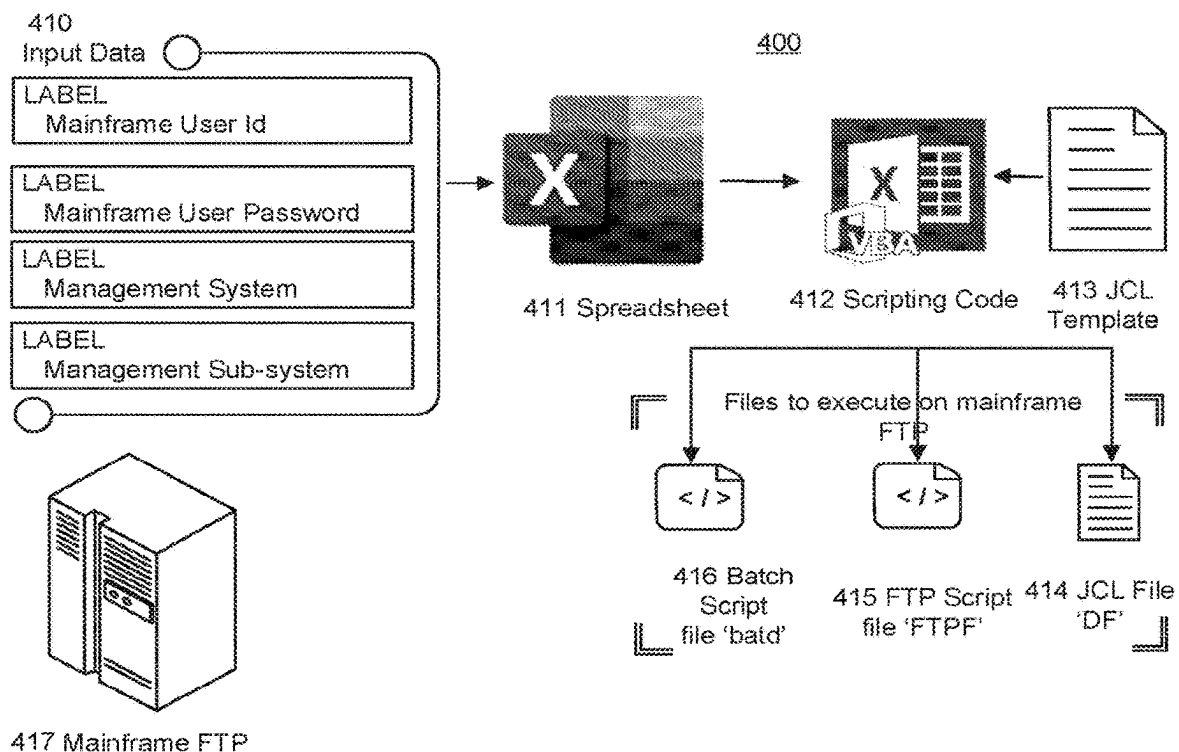 410
Input Data
400
LABEL
Mainframe User Id
LABEL
Mainframe User Password
LABEL
Management System
LABEL
Management Sub-system
X
411 Spreadsheet
X
VBA
412 Scripting Code
413 JCL
Template
Files to execute on mainframe
FTP
</>
</>
416 Batch
Script
file 'batd'
415 FTP Script
file 'FTPF'
414 JCL File
'DF'
417 Mainframe FTP